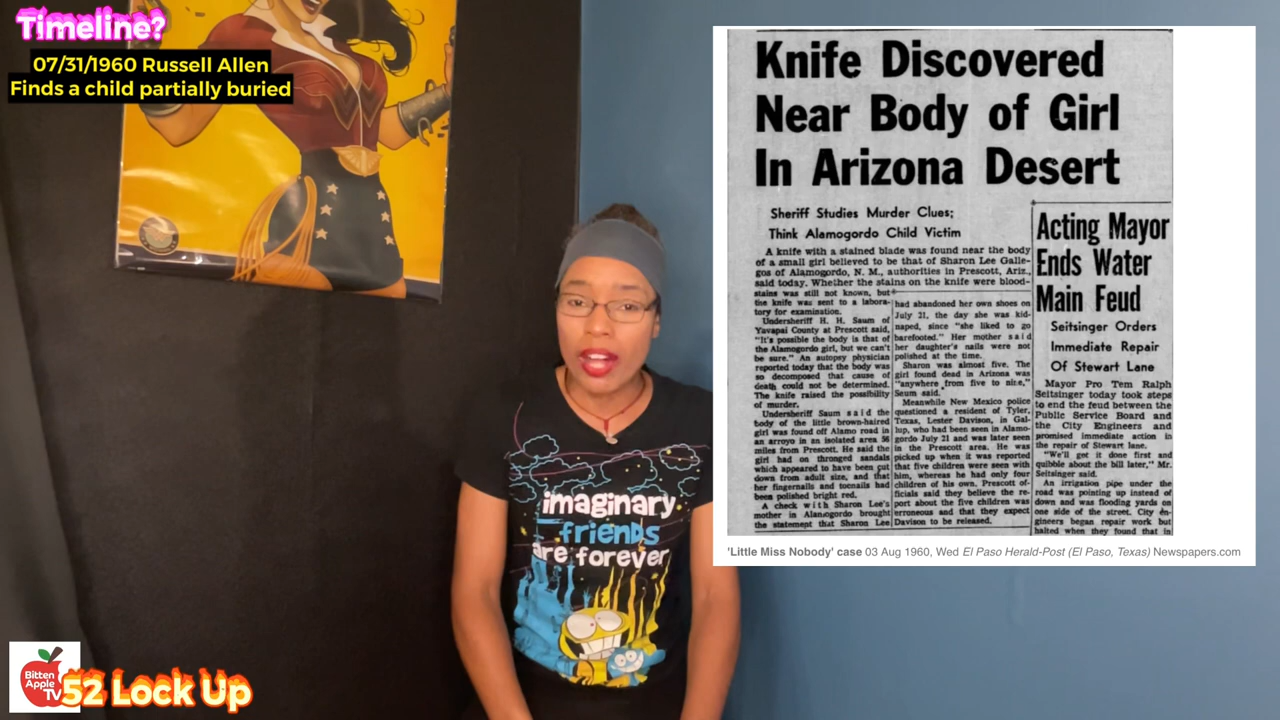 Timeline?
07/31/1960 Russell Allen
Finds a child partially buried
Knife Discovered
Near Body of Girl
In Arizona Desert
Sheriff Studies Murder Clues;
Think Alamogordo Child Victim
A knife with a stained blade was found near the body
of a small girl believed to be that of Sharon Lee Galle-
gos of Alamogordo, N. M., authorities in Prescott, Ariz.,
said today. Whether the stains on the knife were blood-
stains was still not known, but
the knife was sent to a labora-
tory for examination.
Undersheriff H. H. Saum of
Yavapai County at Prescott said,
"It's possible the body is that of
the Alamogordo girl, but we can't
be sure." An autopsy physician
reported today that the body was
so decomposed that cause of
death could not be determined.
The knife raised the possibility
of murder.
Undersheriff Saum said the
body of the little brown-haired
girl was found off Alamo road in
an arroyo in an isolated area 56
miles from Prescott. He said the
girl had on thronged sandals
which appeared to have been cut
down from adult size, and that
her fingernails and toenails had
been polished bright red.
A check with Sharon Lee's
mother in Alamogordo brought
the statement that Sharon Lee
had abandoned her own shoes on
July 21, the day she was kid-
naped, since "she liked to go
barefooted." Her mother said
her daughter's nails were not
polished at the time.
Sharon was almost five. The
girl found dead in Arizona was
"anywhere from five to nine,"
Seum said.
Meanwhile New Mexico police
questioned a resident of Tyler,
Texas, Lester Davison, in Gal-
lup, who had been seen in Alamo-
gordo July 21 and was later seen
in the Prescott area. He was
picked up when it was reported
that five children were seen with
him, whereas he had only four
children of his own. Prescott of-
ficials said they believe the re-
port about the five children was
erroneous and that they expect
Davison to be released.
Acting Mayor
Ends Water
Main Feud
Seitsinger Orders
Immediate Repair
Of Stewart Lane
Mayor Pro Tem Ralph
Seitsinger today took steps
to end the feud between the
Public Service Board and
the City Engineers and
promised immediate action in
the repair of Stewart lane.
"We'll get it done first and
quibble about the bill later," Mr.
Seitsinger said.
An irrigation pipe under the
road was pointing up instead of
down and was flooding yards on
one side of the street. City en-
gineers began repair work but
halted when they found that in
'Little Miss Nobody' case 03 Aug 1960, Wed El Paso Herald-Post (El Paso, Texas) Newspapers.com
imaginary
friends
are forever
Bitten
Apple
TV
52 Lock Up